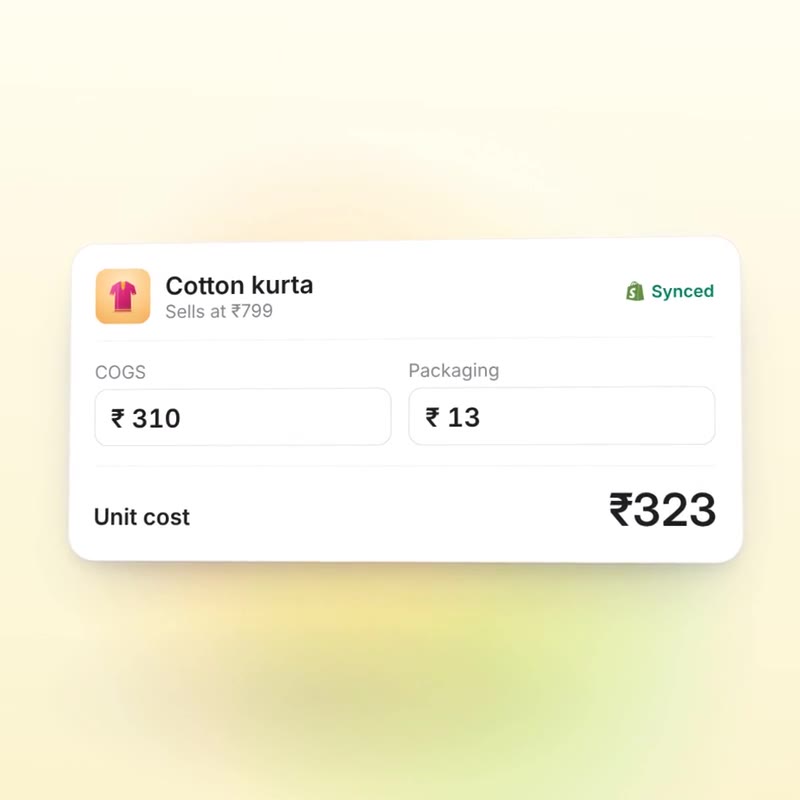 Cotton kurta
Sells at ₹799
Synced
COGS
Packaging
₹ 310
₹ 13
Unit cost
₹323